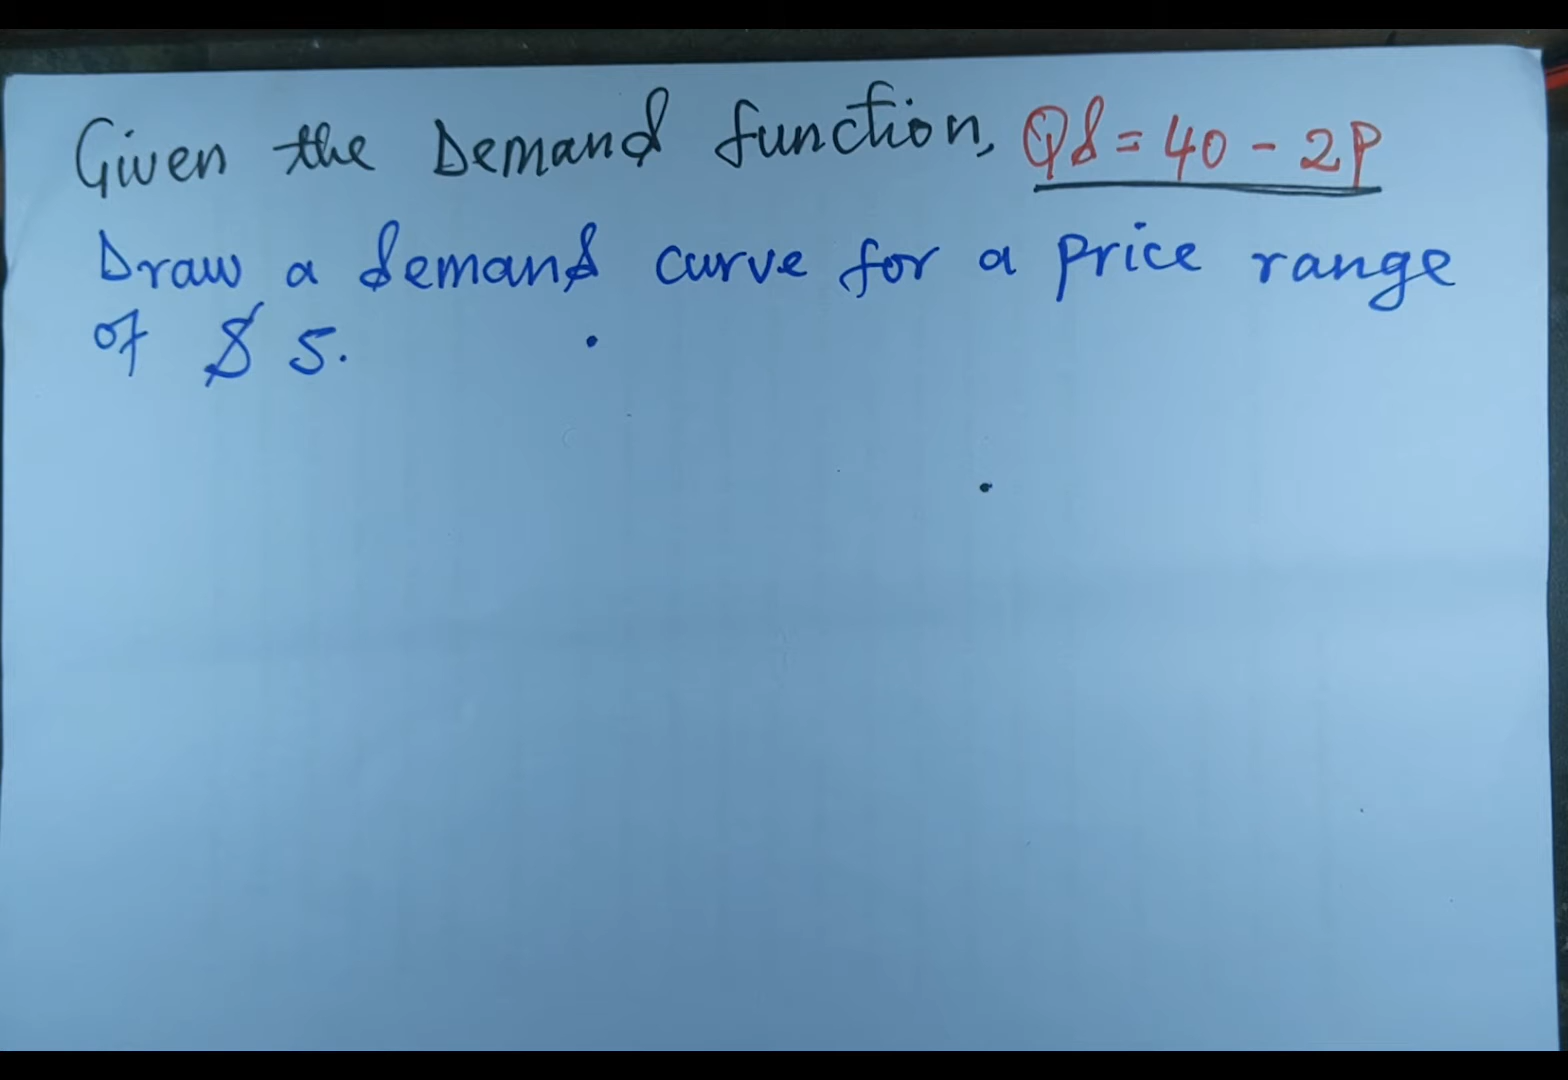 Given the Demand function, Qd = 40 - 2P
Draw a demand curve for a price range
of $ 5.